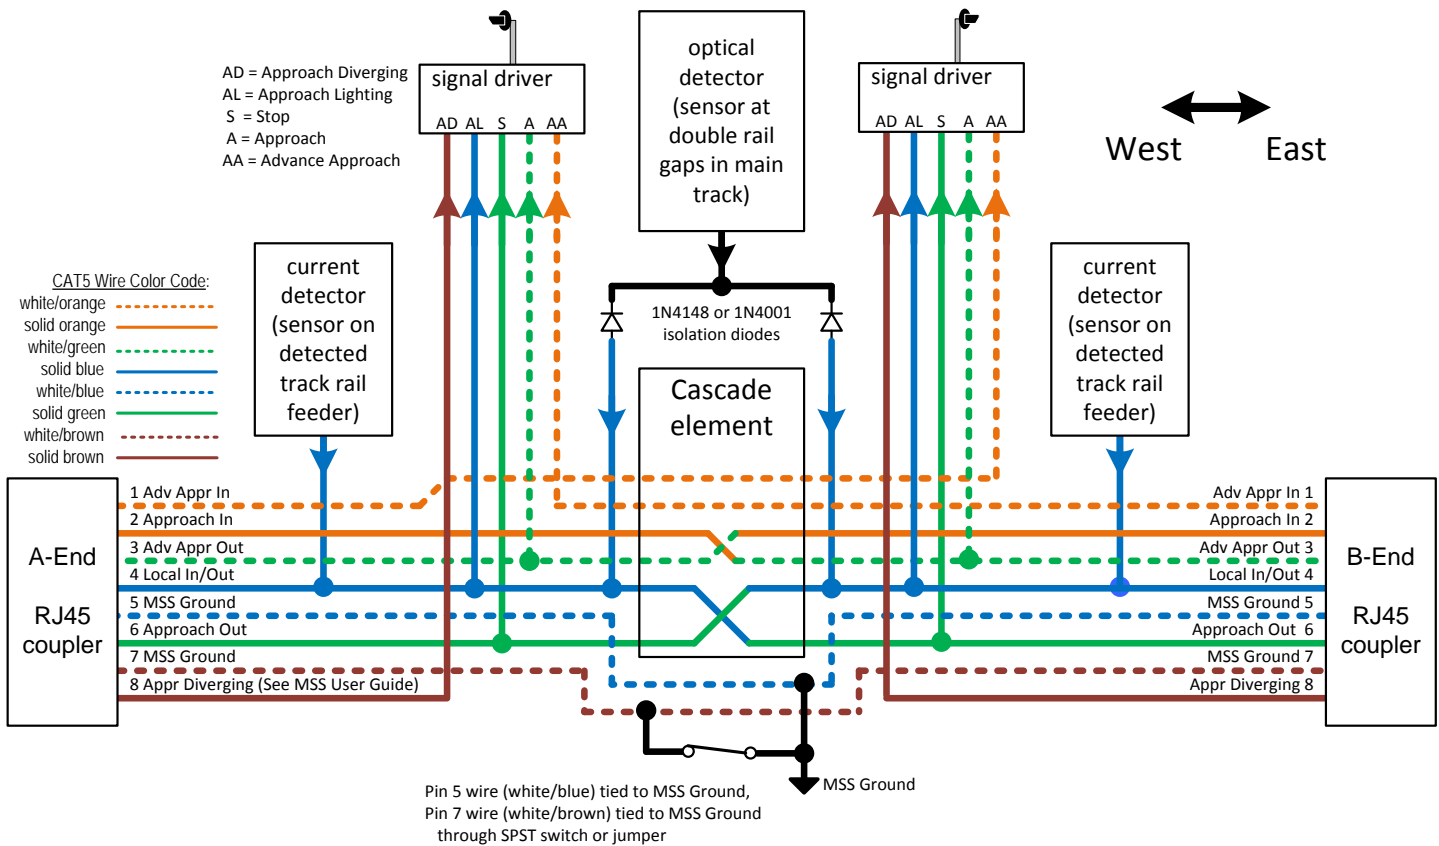 AD = Approach Diverging
AL = Approach Lighting
S = Stop
A = Approach
AA = Advance Approach
signal driver
AD AL S A AA
optical
detector
(sensor at
double rail
gaps in main
track)
signal driver
AD AL S A AA
West East
CAT5 Wire Color Code:
white/orange
solid orange
white/green
solid blue
white/blue
solid green
white/brown
solid brown
current
detector
(sensor on
detected
track rail
feeder)
1N4148 or 1N4001
isolation diodes
current
detector
(sensor on
detected
track rail
feeder)
Cascade
element
A-End
RJ45
coupler
1 Adv Appr In
2 Approach In
3 Adv Appr Out
4 Local In/Out
5 MSS Ground
6 Approach Out
7 MSS Ground
8 Appr Diverging (See MSS User Guide)
Adv Appr In 1
Approach In 2
Adv Appr Out 3
Local In/Out 4
MSS Ground 5
Approach Out 6
MSS Ground 7
Appr Diverging 8
B-End
RJ45
coupler
MSS Ground
Pin 5 wire (white/blue) tied to MSS Ground,
Pin 7 wire (white/brown) tied to MSS Ground
through SPST switch or jumper